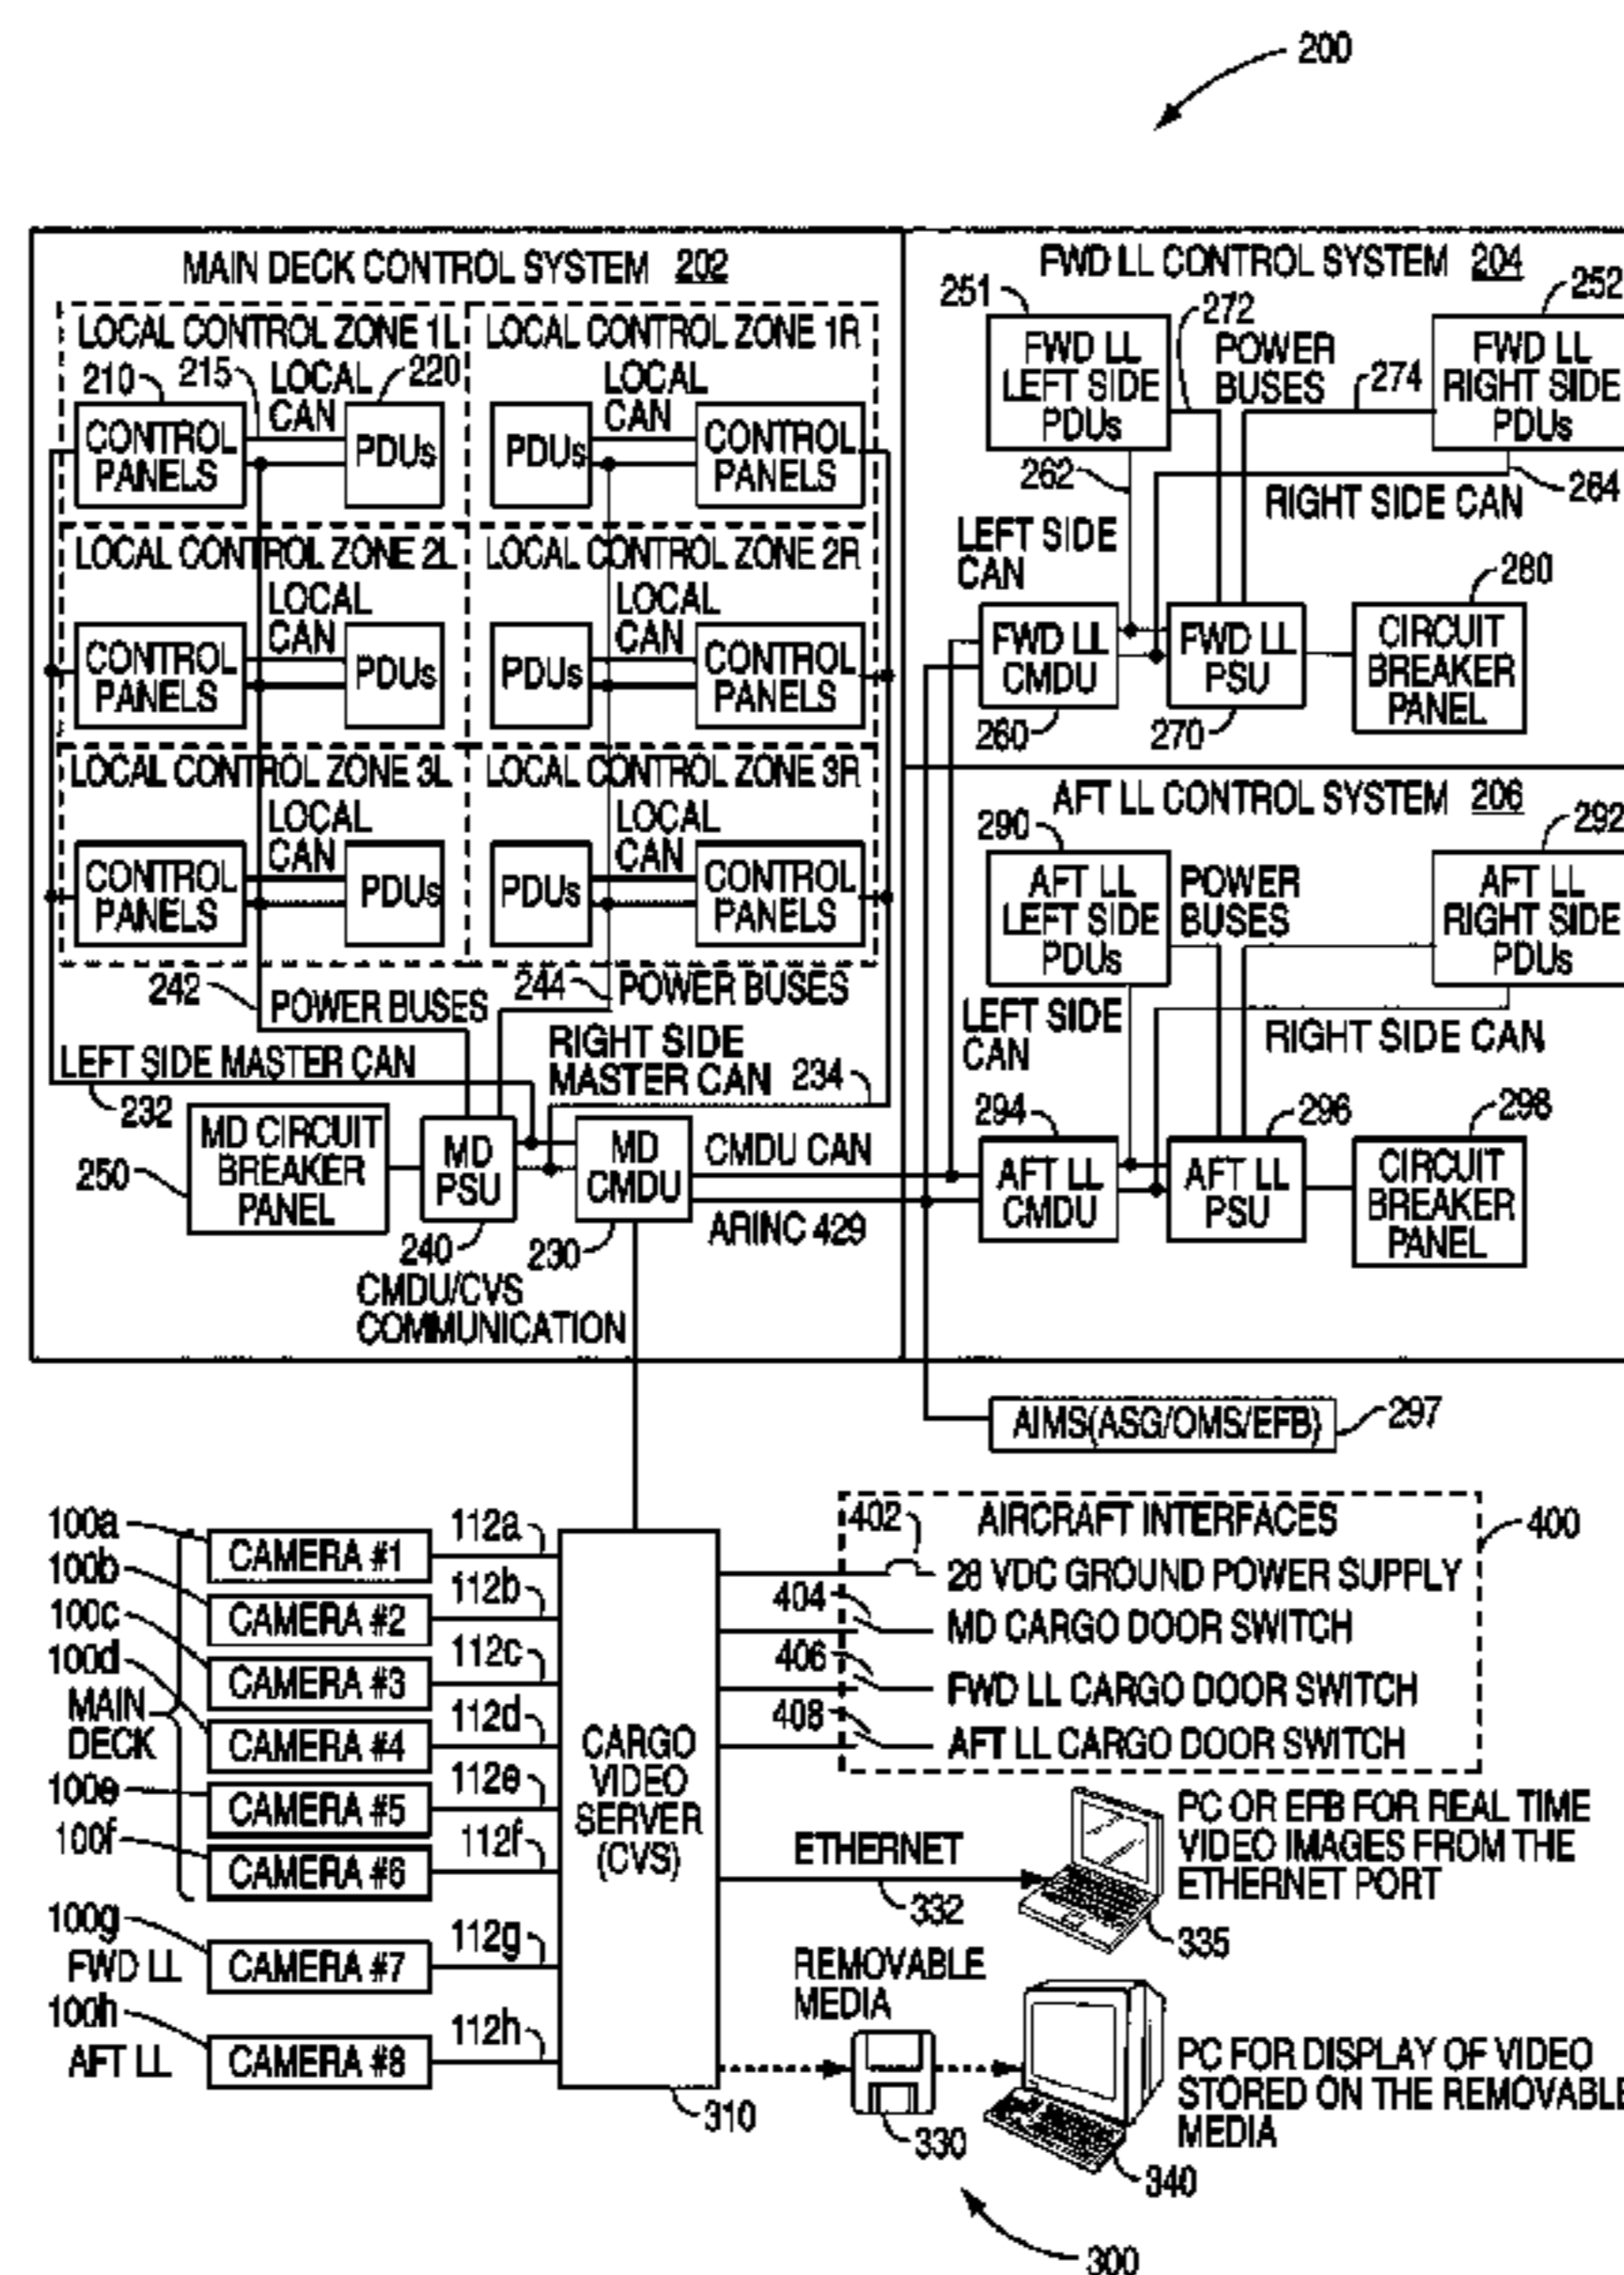 200
MAIN DECK CONTROL SYSTEM 202
LOCAL CONTROL ZONE 1L
210
215
LOCAL
CAN
220
CONTROL
PANELS
PDUs
LOCAL CONTROL ZONE 1R
LOCAL
CAN
PDUs
CONTROL
PANELS
LOCAL CONTROL ZONE 2L
LOCAL
CAN
CONTROL
PANELS
PDUs
LOCAL CONTROL ZONE 2R
LOCAL
CAN
PDUs
CONTROL
PANELS
LOCAL CONTROL ZONE 3L
LOCAL
CAN
CONTROL
PANELS
PDUs
LOCAL CONTROL ZONE 3R
LOCAL
CAN
PDUs
CONTROL
PANELS
242
POWER BUSES
244
POWER BUSES
LEFT SIDE MASTER CAN
232
RIGHT SIDE
MASTER CAN
234
MD CIRCUIT
BREAKER
PANEL
250
MD
PSU
240
MD
CMDU
230
CMDU CAN
ARINC 429
CMDU/CVS
COMMUNICATION
FWD LL CONTROL SYSTEM 204
251
FWD LL
LEFT SIDE
PDUs
272
POWER
BUSES
274
252
FWD LL
RIGHT SIDE
PDUs
262
264
RIGHT SIDE CAN
LEFT SIDE
CAN
FWD LL
CMDU
260
FWD LL
PSU
270
280
CIRCUIT
BREAKER
PANEL
AFT LL CONTROL SYSTEM 206
290
AFT LL
LEFT SIDE
PDUs
POWER
BUSES
292
AFT LL
RIGHT SIDE
PDUs
LEFT SIDE
CAN
RIGHT SIDE CAN
294
AFT LL
CMDU
296
AFT LL
PSU
298
CIRCUIT
BREAKER
PANEL
AIMS(ASG/OMS/EFB)
297
100a
CAMERA #1
112a
100b
CAMERA #2
112b
100c
CAMERA #3
112c
100d
CAMERA #4
112d
MAIN
DECK
100e
CAMERA #5
112e
100f
CAMERA #6
112f
100g
FWD LL
CAMERA #7
112g
100h
AFT LL
CAMERA #8
112h
CARGO
VIDEO
SERVER
(CVS)
310
AIRCRAFT INTERFACES
400
402
28 VDC GROUND POWER SUPPLY
404
MD CARGO DOOR SWITCH
406
FWD LL CARGO DOOR SWITCH
408
AFT LL CARGO DOOR SWITCH
ETHERNET
332
PC OR EFB FOR REAL TIME
VIDEO IMAGES FROM THE
ETHERNET PORT
335
REMOVABLE
MEDIA
330
PC FOR DISPLAY OF VIDEO
STORED ON THE REMOVABLE
MEDIA
340
300